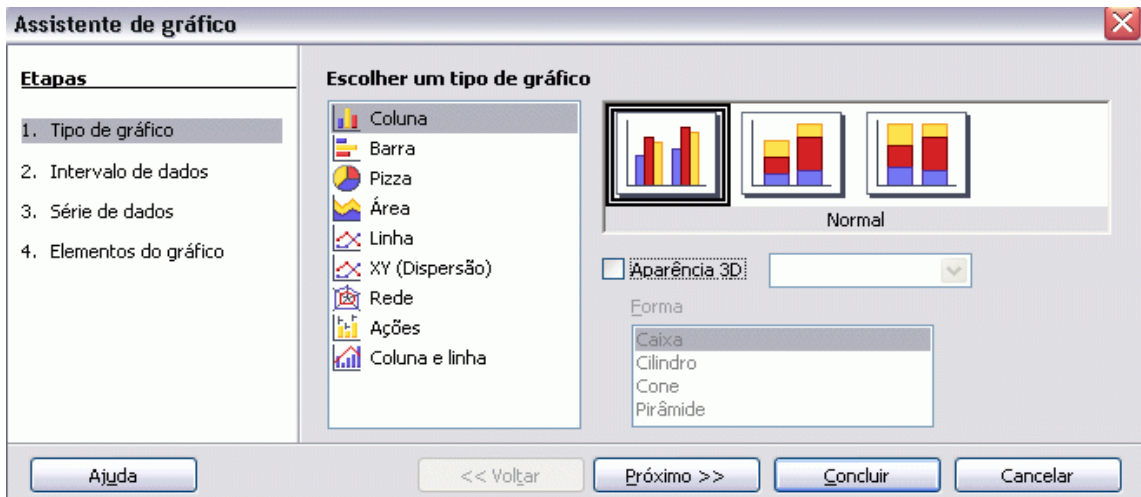 Assistente de gráfico
Etapas
1. Tipo de gráfico
2. Intervalo de dados
3. Série de dados
4. Elementos do gráfico
Escolher um tipo de gráfico
Coluna
Barra
Pizza
Área
Linha
XY (Dispersão)
Rede
Ações
Coluna e linha
Normal
Aparência 3D
Forma
Caixa
Cilindro
Cone
Pirâmide
Ajuda
<< Voltar
Próximo >>
Concluir
Cancelar